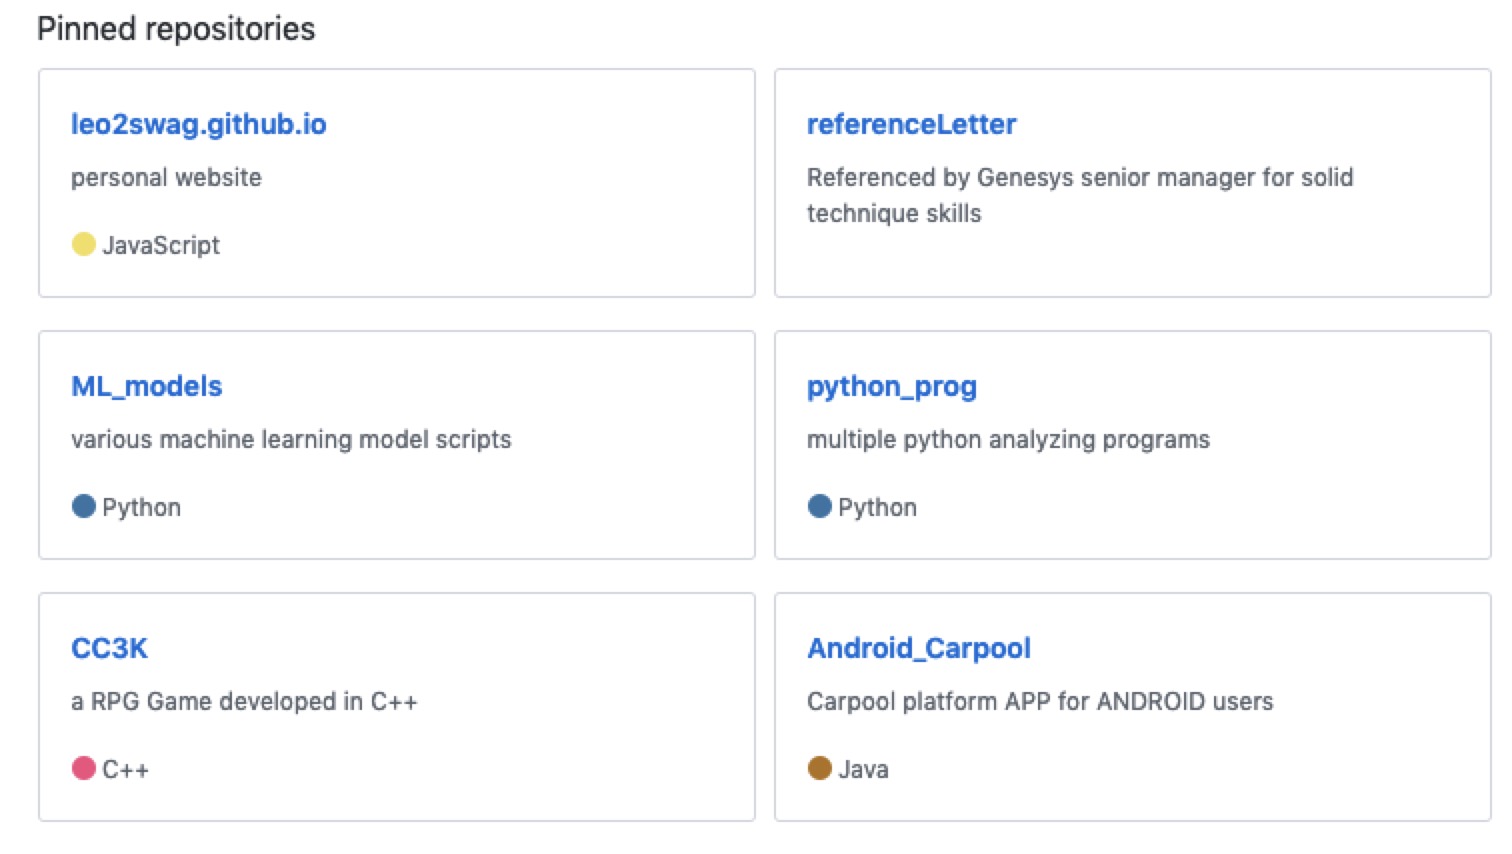 Pinned repositories
leo2swag.github.io
personal website
JavaScript
referenceLetter
Referenced by Genesys senior manager for solid
technique skills
ML_models
various machine learning model scripts
Python
python_prog
multiple python analyzing programs
Python
CC3K
a RPG Game developed in C++
C++
Android_Carpool
Carpool platform APP for ANDROID users
Java